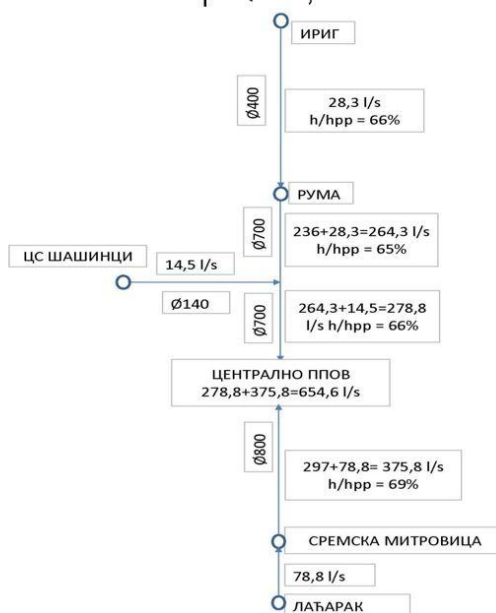 ИРИГ
Ø400
28,3 l/s
h/hpp = 66%
РУМА
Ø700
236+28,3=264,3 l/s
h/hpp = 65%
ЦС ШАШИНЦИ
14,5 l/s
Ø140
Ø700
264,3+14,5=278,8
l/s h/hpp = 66%
ЦЕНТРАЛНО ППОВ
278,8+375,8=654,6 l/s
Ø800
297+78,8= 375,8 l/s
h/hpp = 69%
СРЕМСКА МИТРОВИЦА
78,8 l/s
ЛАЋАРАК